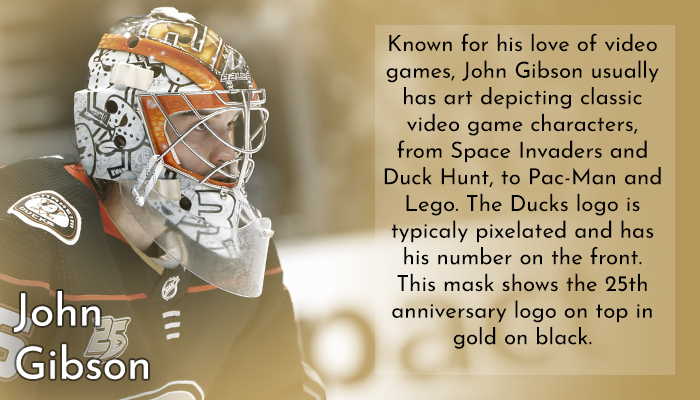 Known for his love of video
games, John Gibson usually
has art depicting classic
video game characters,
from Space Invaders and
Duck Hunt, to Pac-Man and
Lego. The Ducks logo is
typicaly pixelated and has
his number on the front.
This mask shows the 25th
anniversary logo on top in
gold on black.
John
Gibson
25